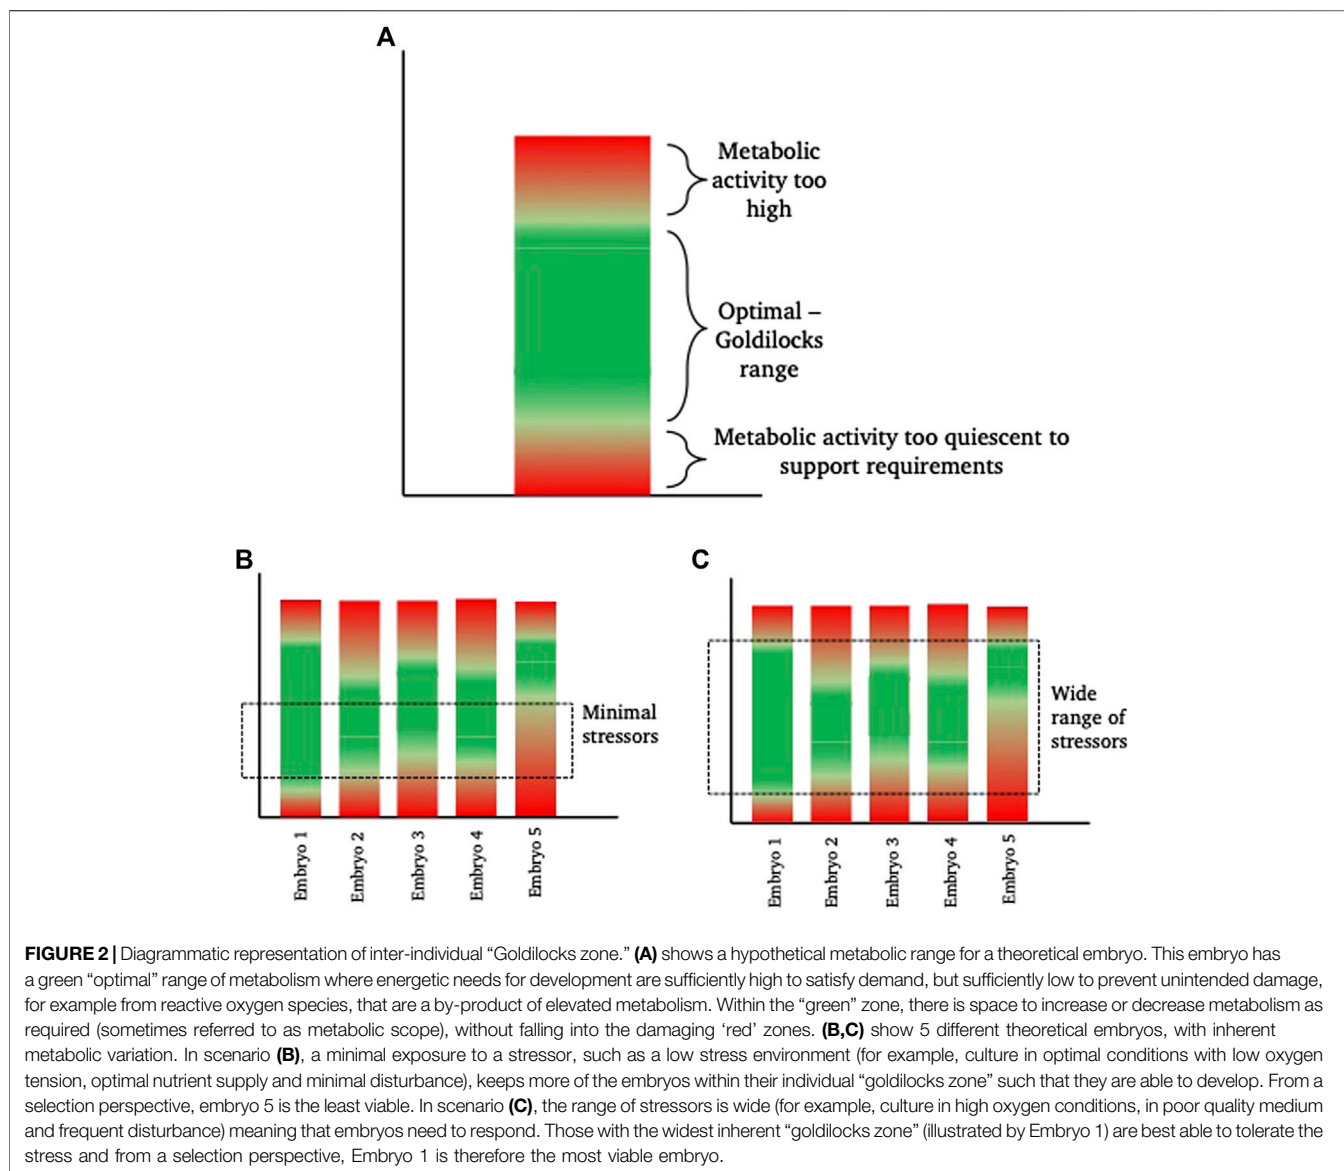 A
Metabolic
activity too
high
Optimal –
Goldilocks
range
Metabolic activity too quiescent to
support requirements
B
Minimal
stressors
Embryo 1
Embryo 2
Embryo 3
Embryo 4
Embryo 5
C
Wide
range of
stressors
Embryo 1
Embryo 2
Embryo 3
Embryo 4
Embryo 5
FIGURE 2 | Diagrammatic representation of inter-individual “Goldilocks zone.” (A) shows a hypothetical metabolic range for a theoretical embryo. This embryo has
a green “optimal” range of metabolism where energetic needs for development are sufficiently high to satisfy demand, but sufficiently low to prevent unintended damage,
for example from reactive oxygen species, that are a by-product of elevated metabolism. Within the “green” zone, there is space to increase or decrease metabolism as
required (sometimes referred to as metabolic scope), without falling into the damaging ‘red’ zones. (B,C) show 5 different theoretical embryos, with inherent
metabolic variation. In scenario (B), a minimal exposure to a stressor, such as a low stress environment (for example, culture in optimal conditions with low oxygen
tension, optimal nutrient supply and minimal disturbance), keeps more of the embryos within their individual “goldilocks zone” such that they are able to develop. From a
selection perspective, embryo 5 is the least viable. In scenario (C), the range of stressors is wide (for example, culture in high oxygen conditions, in poor quality medium
and frequent disturbance) meaning that embryos need to respond. Those with the widest inherent “goldilocks zone” (illustrated by Embryo 1) are best able to tolerate the
stress and from a selection perspective, Embryo 1 is therefore the most viable embryo.